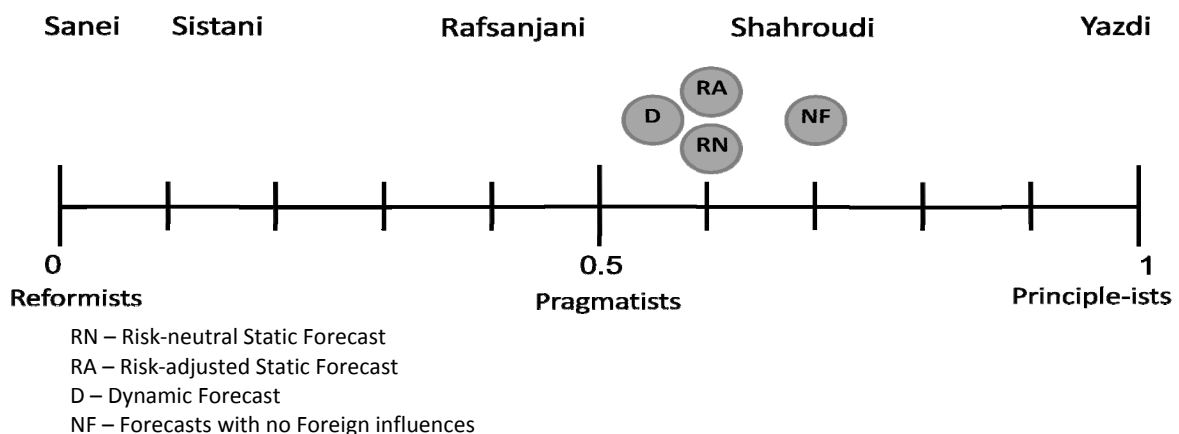 Sanei Sistani Rafsanjani Shahroudi Yazdi
RA
D NF
RN
0 0.5 1
Reformists Pragmatists Principle-ists
RN – Risk-neutral Static Forecast
RA – Risk-adjusted Static Forecast
D – Dynamic Forecast
NF – Forecasts with no Foreign influences